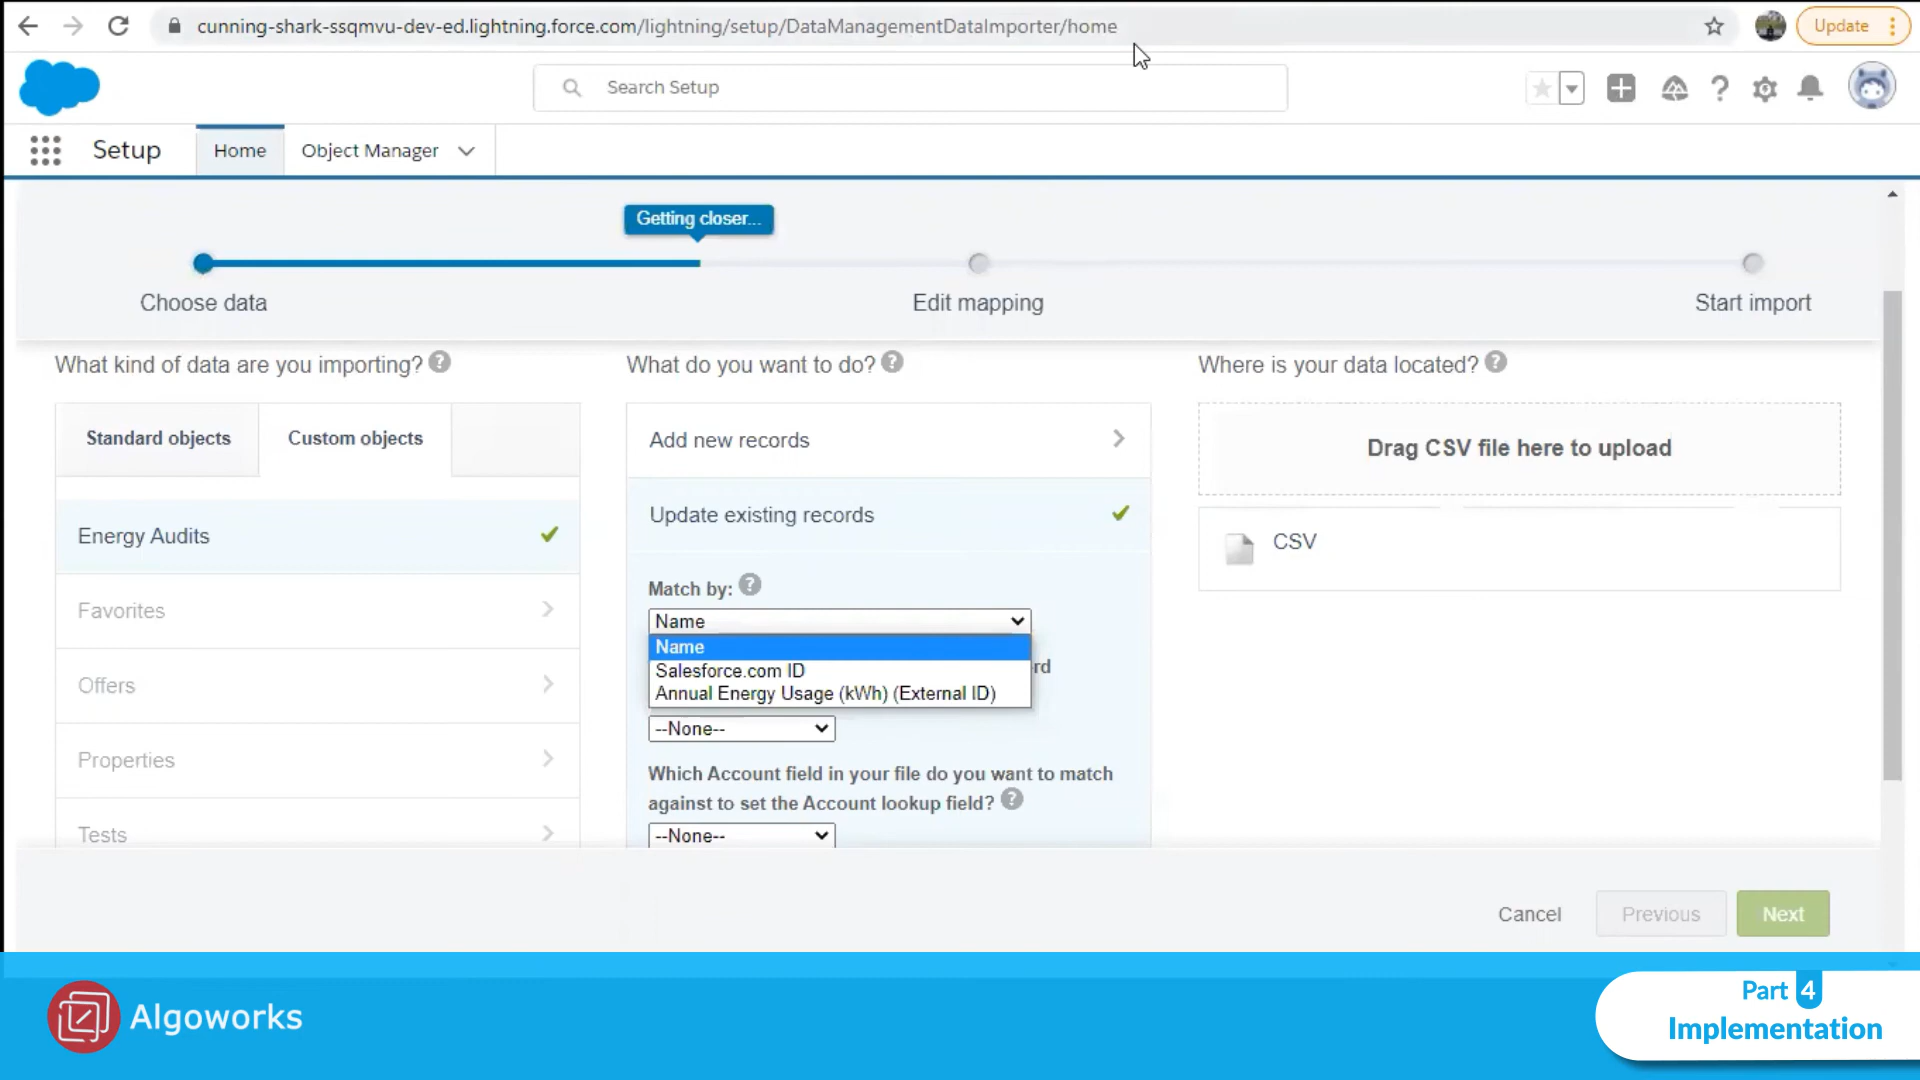 cunning-shark-ssqmvu-dev-ed.lightning.force.com/lightning/setup/DataManagementDataImporter/home
Update
Search Setup
Setup
Home
Object Manager
Getting closer...
Choose data
Edit mapping
Start import
What kind of data are you importing?
Standard objects
Custom objects
Energy Audits
Favorites
Offers
Properties
Tests
What do you want to do?
Add new records
Update existing records
Match by:
Name
Name
Salesforce.com ID
rd
Annual Energy Usage (kWh) (External ID)
--None--
Which Account field in your file do you want to match
against to set the Account lookup field?
--None--
Where is your data located?
Drag CSV file here to upload
CSV
Cancel
Previous
Next
Algoworks
Part 4
Implementation